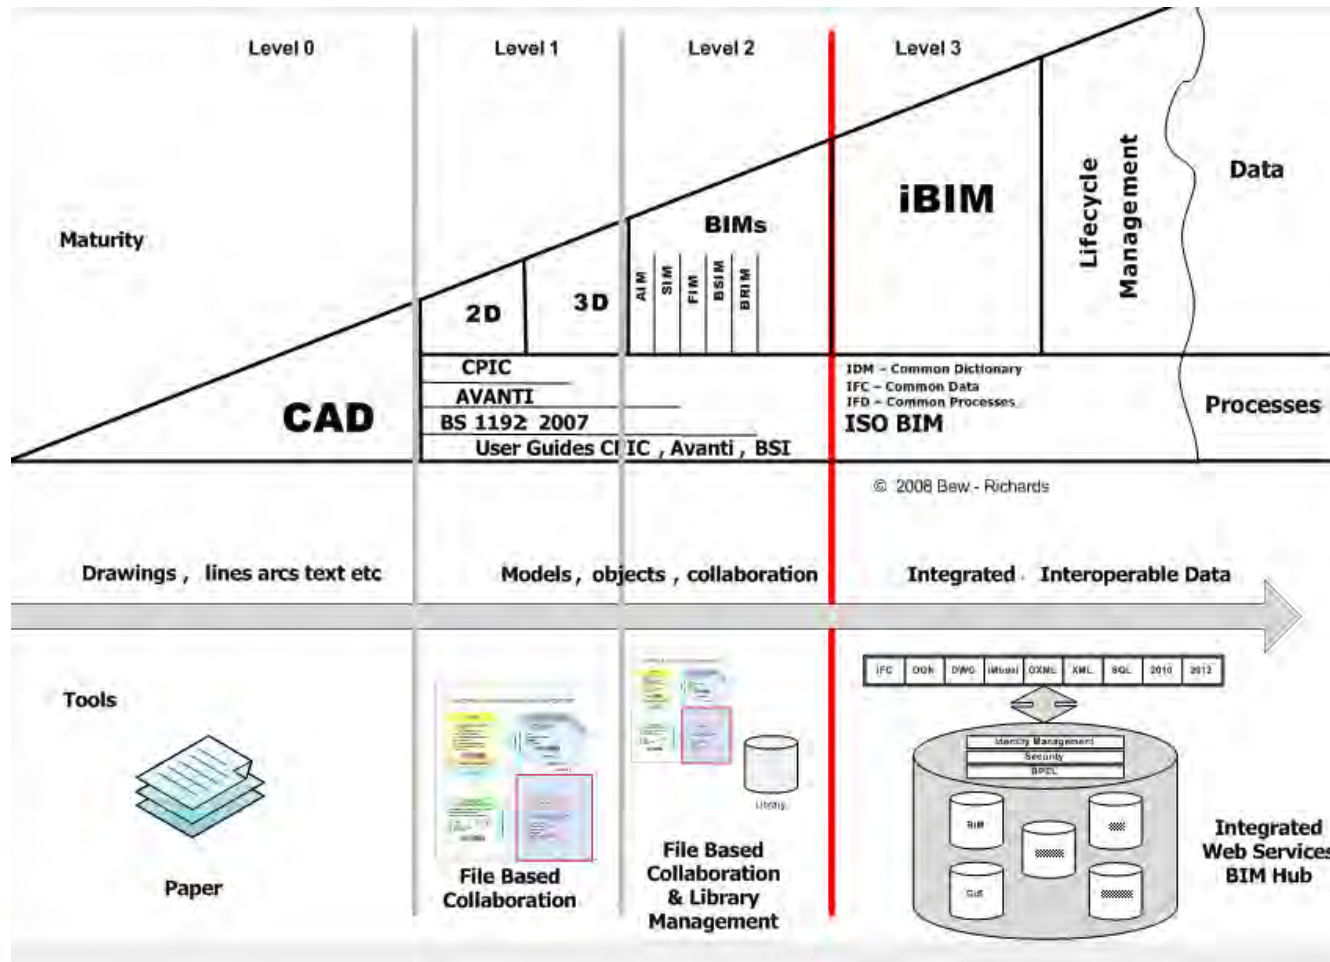 Level 0
Level 1
Level 2
Level 3
Maturity
CAD
2D
3D
BIMs
AIM
SIM
FIM
BSIM
BRIM
iBIM
Lifecycle
Management
Data
CPIC
AVANTI
BS 1192 2007
User Guides CPIC , Avanti , BSI
IDM – Common Dictionary
IFC – Common Data
IFD – Common Processes
ISO BIM
Processes
© 2008 Bew - Richards
Drawings , lines arcs text etc
Models , objects , collaboration
Integrated Interoperable Data
Tools
Paper
File Based
Collaboration
Library
File Based
Collaboration
& Library
Management
IFC DGN DWG iModel GXML XML SQL 2010 2012
Identity Management
Security
BPEL
BIM
GIS
Integrated
Web Services
BIM Hub